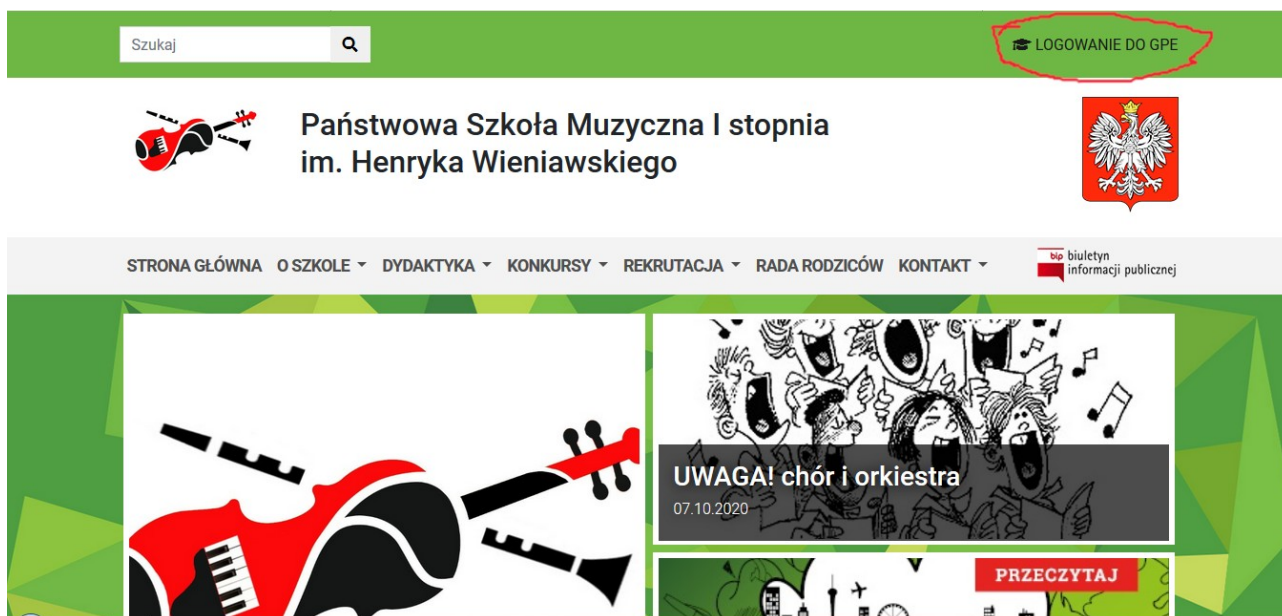 Szukaj
LOGOWANIE DO GPE
Państwowa Szkoła Muzyczna I stopnia
im. Henryka Wieniawskiego
STRONA GŁÓWNA O SZKOLE DYDAKTYKA KONKURSY REKRUTACJA RADA RODZICÓW KONTAKT
bip biuletyn
informacji publicznej
UWAGA! chór i orkiestra
07.10.2020
PRZECZYTAJ